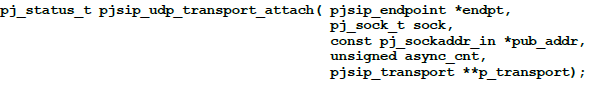 pj_status_t pjsip_udp_transport_attach( pjsip_endpoint *endpt,
pj_sock_t sock,
const pj_sockaddr_in *pub_addr,
unsigned async_cnt,
pjsip_transport **p_transport);